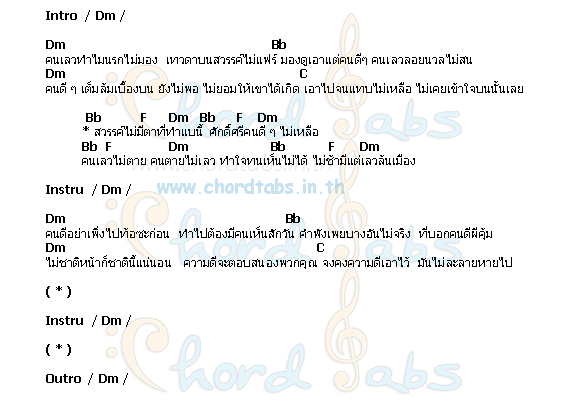 Intro / Dm /
Dm Bb
คนเลวทำไมนรกไม่มอง เทวดาบนสวรรค์ไม่แฟร์ มองดูเอาแต่คนดีๆ คนเลวลอยนวลไม่สน
Dm C
คนดี ๆ เต็มล้มเบื้องบน ยังไม่พอ ไม่ยอมให้เขาได้เกิด เอาไปจนแทบไม่เหลือ ไม่เคยเข้าใจบนนั้นเลย
Bb F Dm Bb F Dm
* สวรรค์ไม่มีตาที่ทำแบนี้ ศักดิ์ศรีคนดี ๆ ไม่เหลือ
Bb F Dm Bb F Dm
คนเลวไม่ตาย คนตายไม่เลว ทำใจทนเห็นไม่ได้ ไม่ช้ามีแต่เลวล้นเมือง
Instru / Dm /
www.chordtabs.in.th
Dm Bb
คนดีอย่าเพิ่งไปท้อซะก่อน ทำไปต้องมีคนเห็นสักวัน คำพังเพยบางอันไม่จริง ที่บอกคนดีผีคุ้ม
Dm C
ไม่ชาติหน้าก็ชาตินี้แน่นอน ความดีจะตอบสนองพวกคุณ จงคงความดีเอาไว้ มันไม่ละลายหายไป
( * )
Instru / Dm /
( * )
Outro / Dm /
Chord Tabs